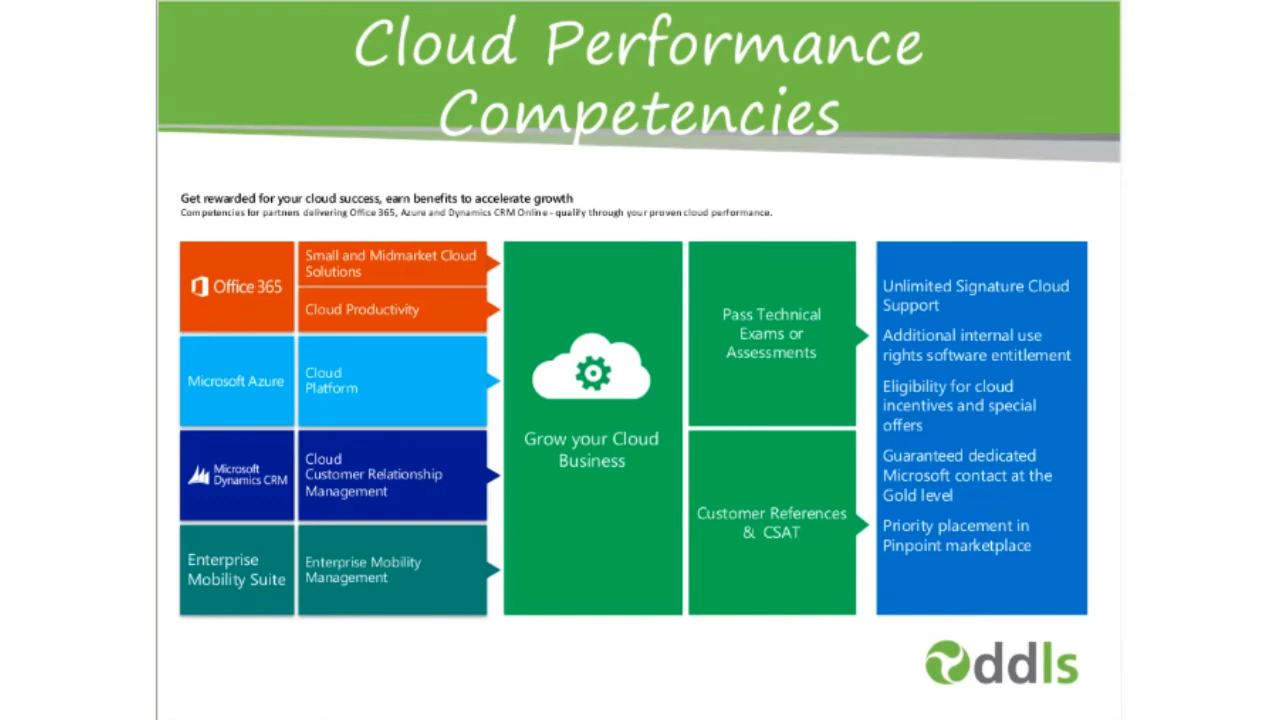 Cloud Performance
Competencies
Get rewarded for your cloud success, earn benefits to accelerate growth
Competencies for partners delivering Office 365, Azure and Dynamics CRM Online - qualify through your proven cloud performance.
Office 365
Small and Midmarket Cloud
Solutions
Cloud Productivity
Microsoft Azure
Cloud
Platform
Microsoft
Dynamics CRM
Cloud
Customer Relationship
Management
Enterprise
Mobility Suite
Enterprise Mobility
Management
Grow your Cloud
Business
Pass Technical
Exams or
Assessments
Customer References
& CSAT
Unlimited Signature Cloud
Support
Additional internal use
rights software entitlement
Eligibility for cloud
incentives and special
offers
Guaranteed dedicated
Microsoft contact at the
Gold level
Priority placement in
Pinpoint marketplace
ddls